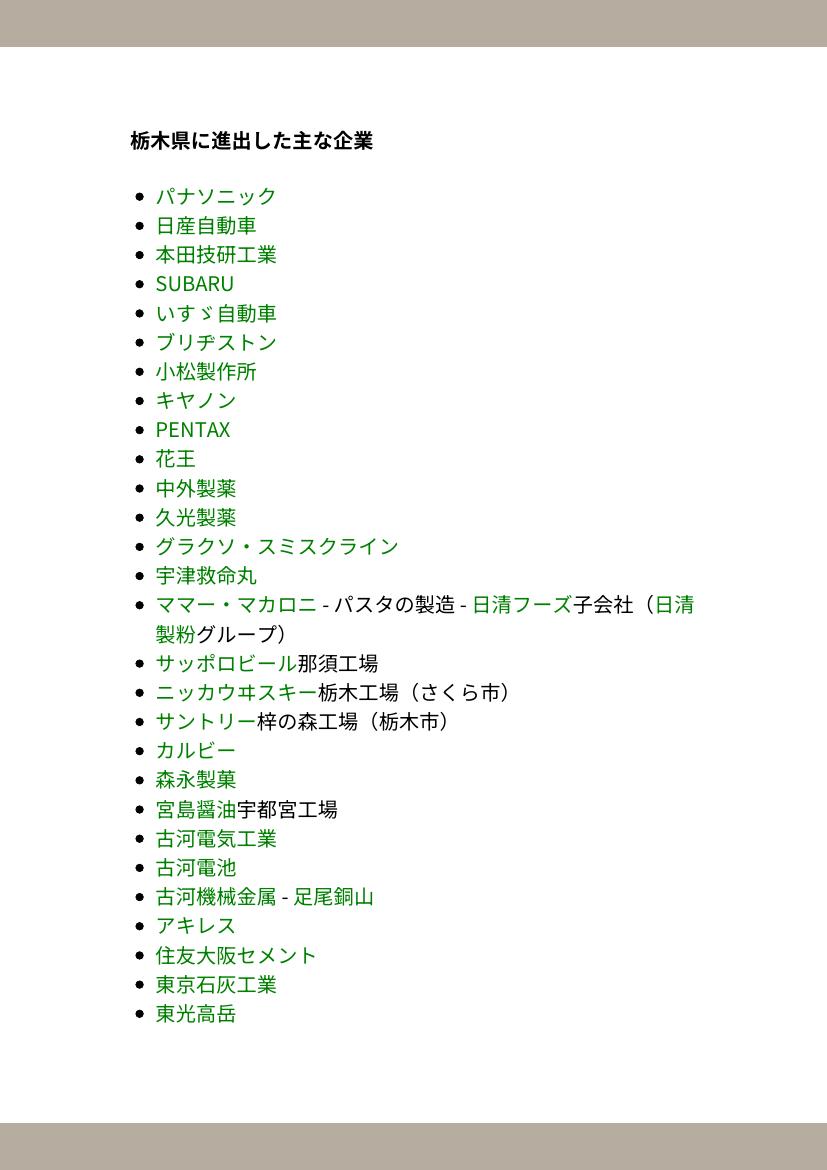 栃木県に進出した主な企業
• パナソニック
• 日産自動車
• 本田技研工業
• SUBARU
• いすゞ自動車
• ブリヂストン
• 小松製作所
• キヤノン
• PENTAX
• 花王
• 中外製薬
• 久光製薬
• グラクソ・スミスクライン
• 宇津救命丸
• ママー・マカロニ - パスタの製造 - 日清フーズ子会社（日清
製粉グループ）
• サッポロビール那須工場
• ニッカウヰスキー栃木工場（さくら市）
• サントリー梓の森工場（栃木市）
• カルビー
• 森永製菓
• 宮島醤油宇都宮工場
• 古河電気工業
• 古河電池
• 古河機械金属 - 足尾銅山
• アキレス
• 住友大阪セメント
• 東京石灰工業
• 東光高岳